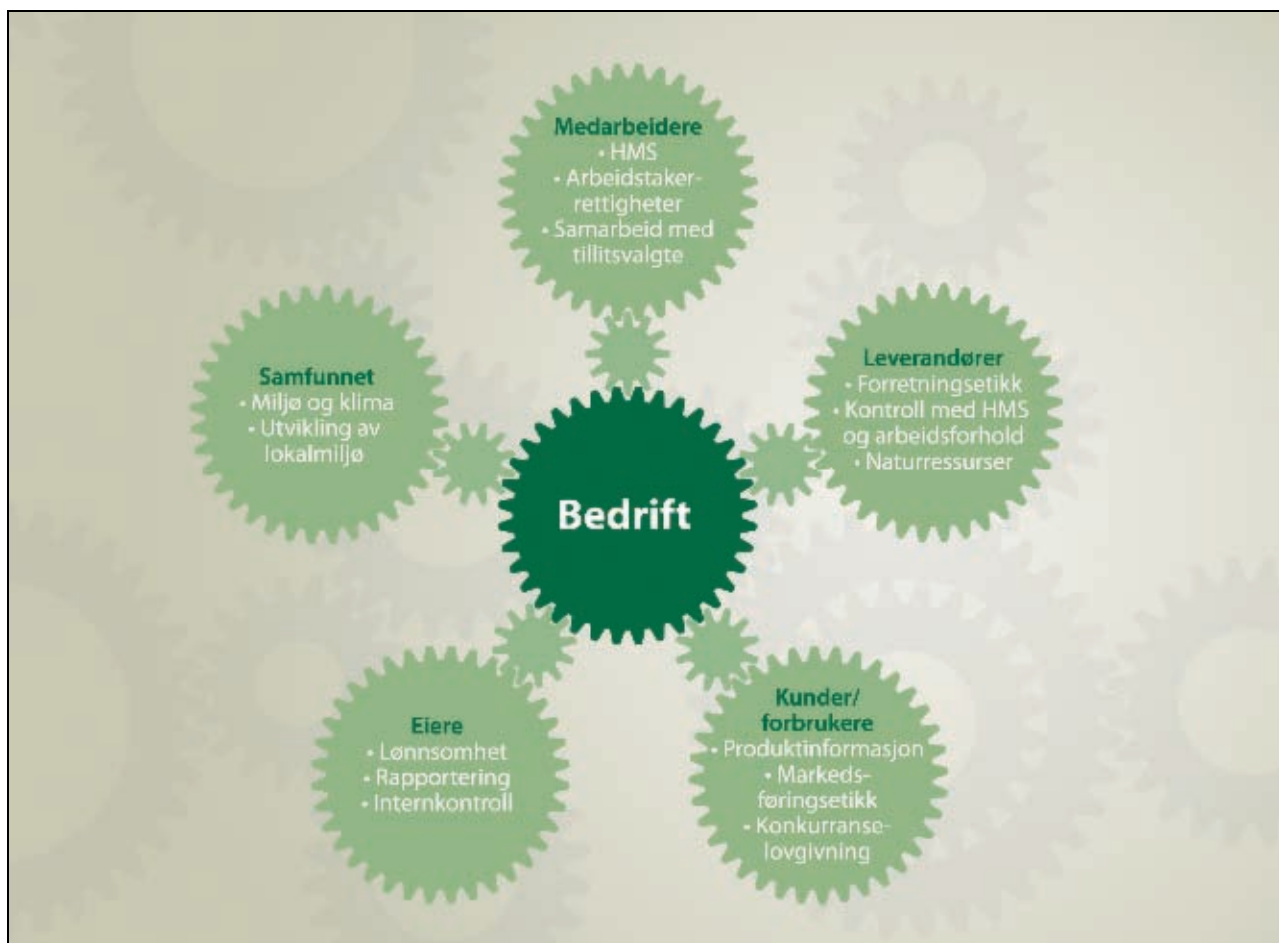 Medarbeidere
• HMS
• Arbeidstaker-
rettigheter
• Samarbeid med
tillitsvalgte
Samfunnet
• Miljø og klima
• Utvikling av
lokalmiljø
Leverandører
• Forretningsetikk
• Kontroll med HMS
og arbeidsforhold
• Naturressurser
Bedrift
Eiere
• Lønnsomhet
• Rapportering
• Internkontroll
Kunder/
forbrukere
• Produktinformasjon
• Markeds-
føringsetikk
• Konkurranse-
lovgivning